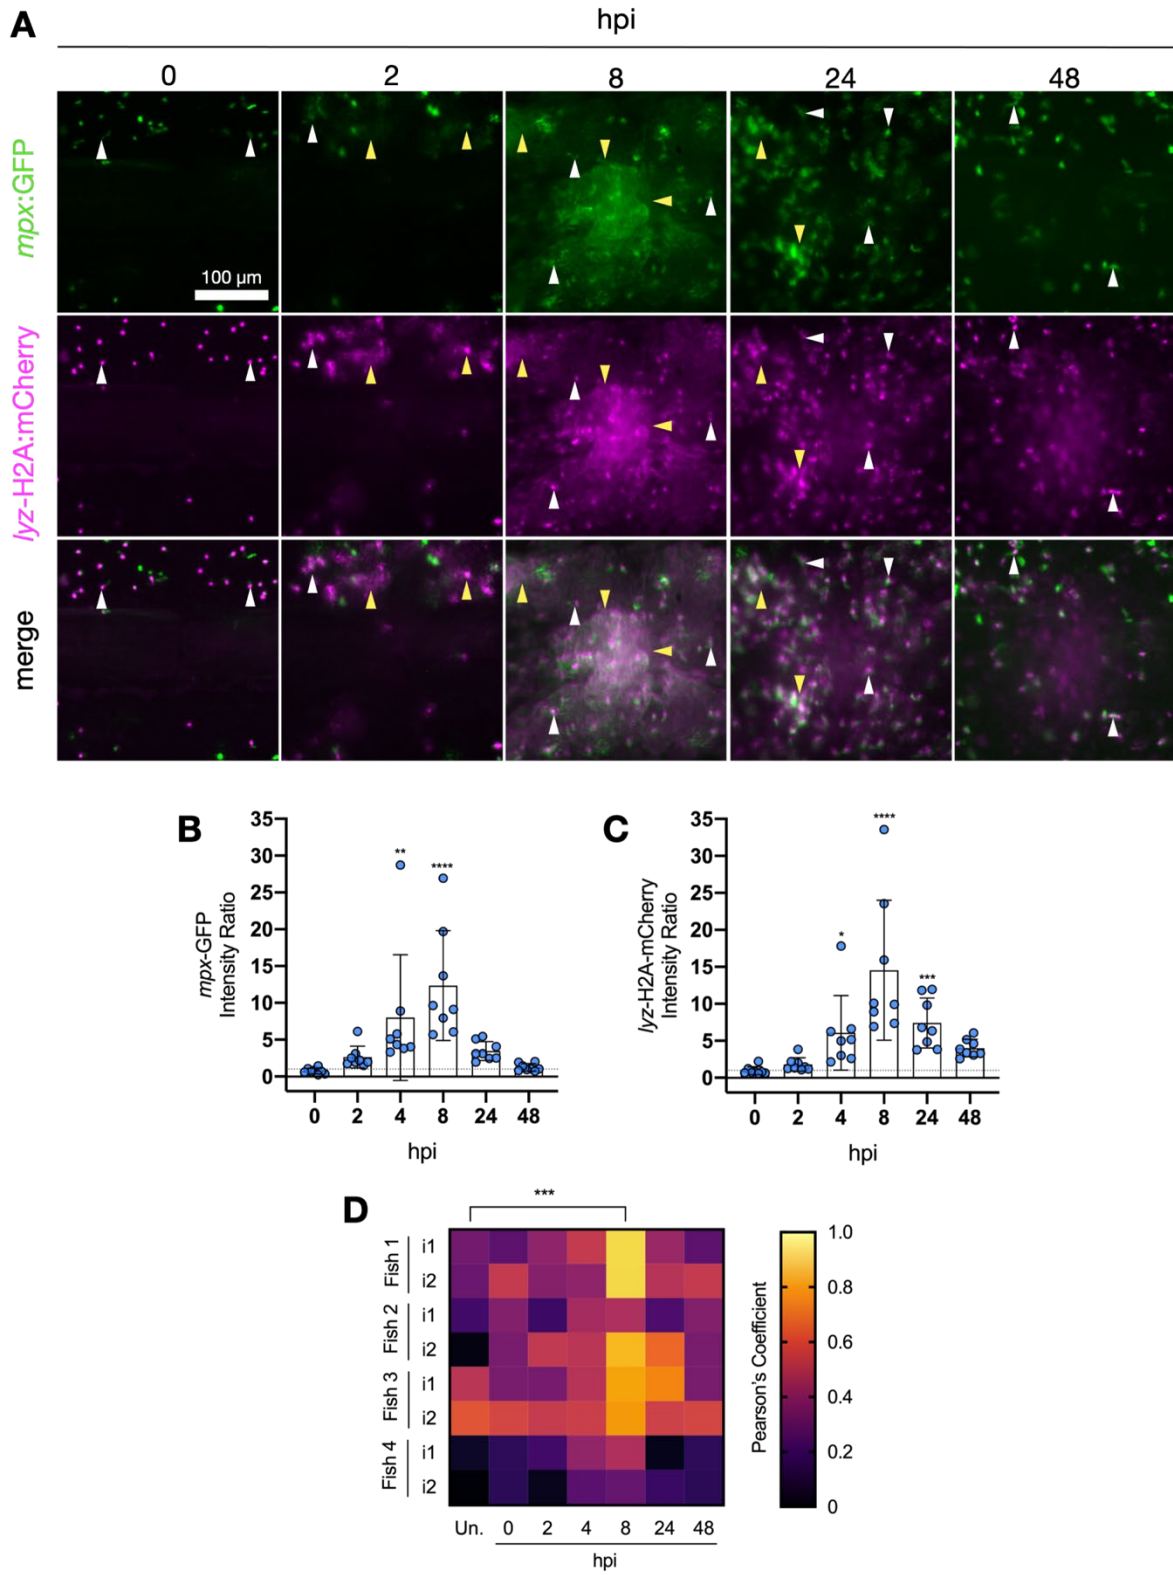 A
hpi
0 2 8 24 48
mpx:GFP
100 µm
lyz-H2A:mCherry
merge
B
mpx-GFP
Intensity Ratio
35
30
25
20
15
10
5
0
**
****
0 2 4 8 24 48
hpi
C
lyz-H2A-mCherry
Intensity Ratio
35
30
25
20
15
10
5
0
*
****
***
0 2 4 8 24 48
hpi
D
***
Fish 1
i1
i2
Fish 2
i1
i2
Fish 3
i1
i2
Fish 4
i1
i2
Un. 0 2 4 8 24 48
hpi
Pearson's Coefficient
1.0
0.8
0.6
0.4
0.2
0